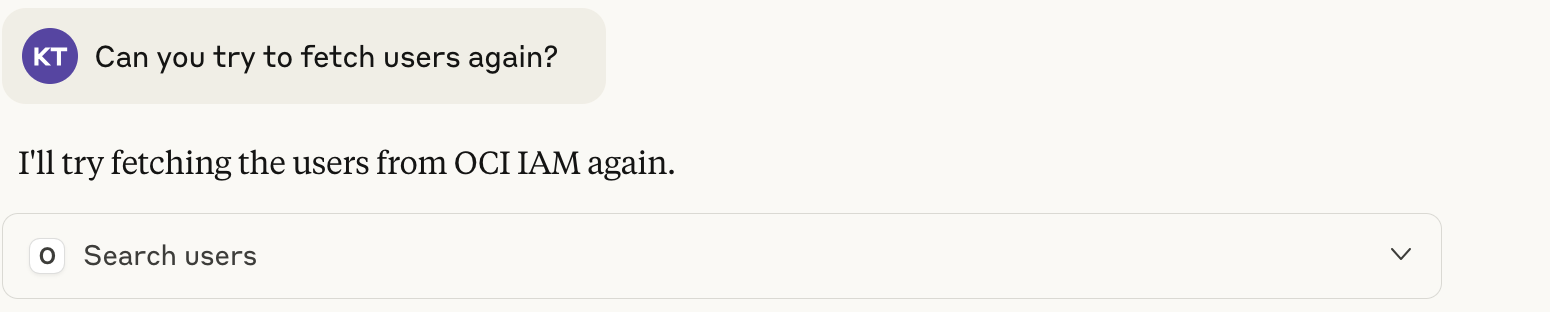 KT Can you try to fetch users again?
I'll try fetching the users from OCI IAM again.
O Search users